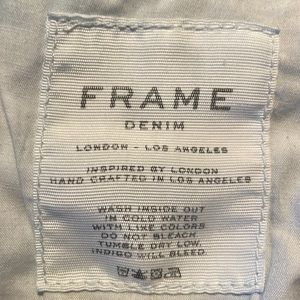 FRAME
DENIM
LONDON - LOS ANGELES
INSPIRED BY LONDON
HAND CRAFTED IN LOS ANGELES
WASH INSIDE OUT
IN COLD WATER
WITH LIKE COLORS
DO NOT BLEACH
TUMBLE DRY LOW,
INDIGO WILL BLEED.